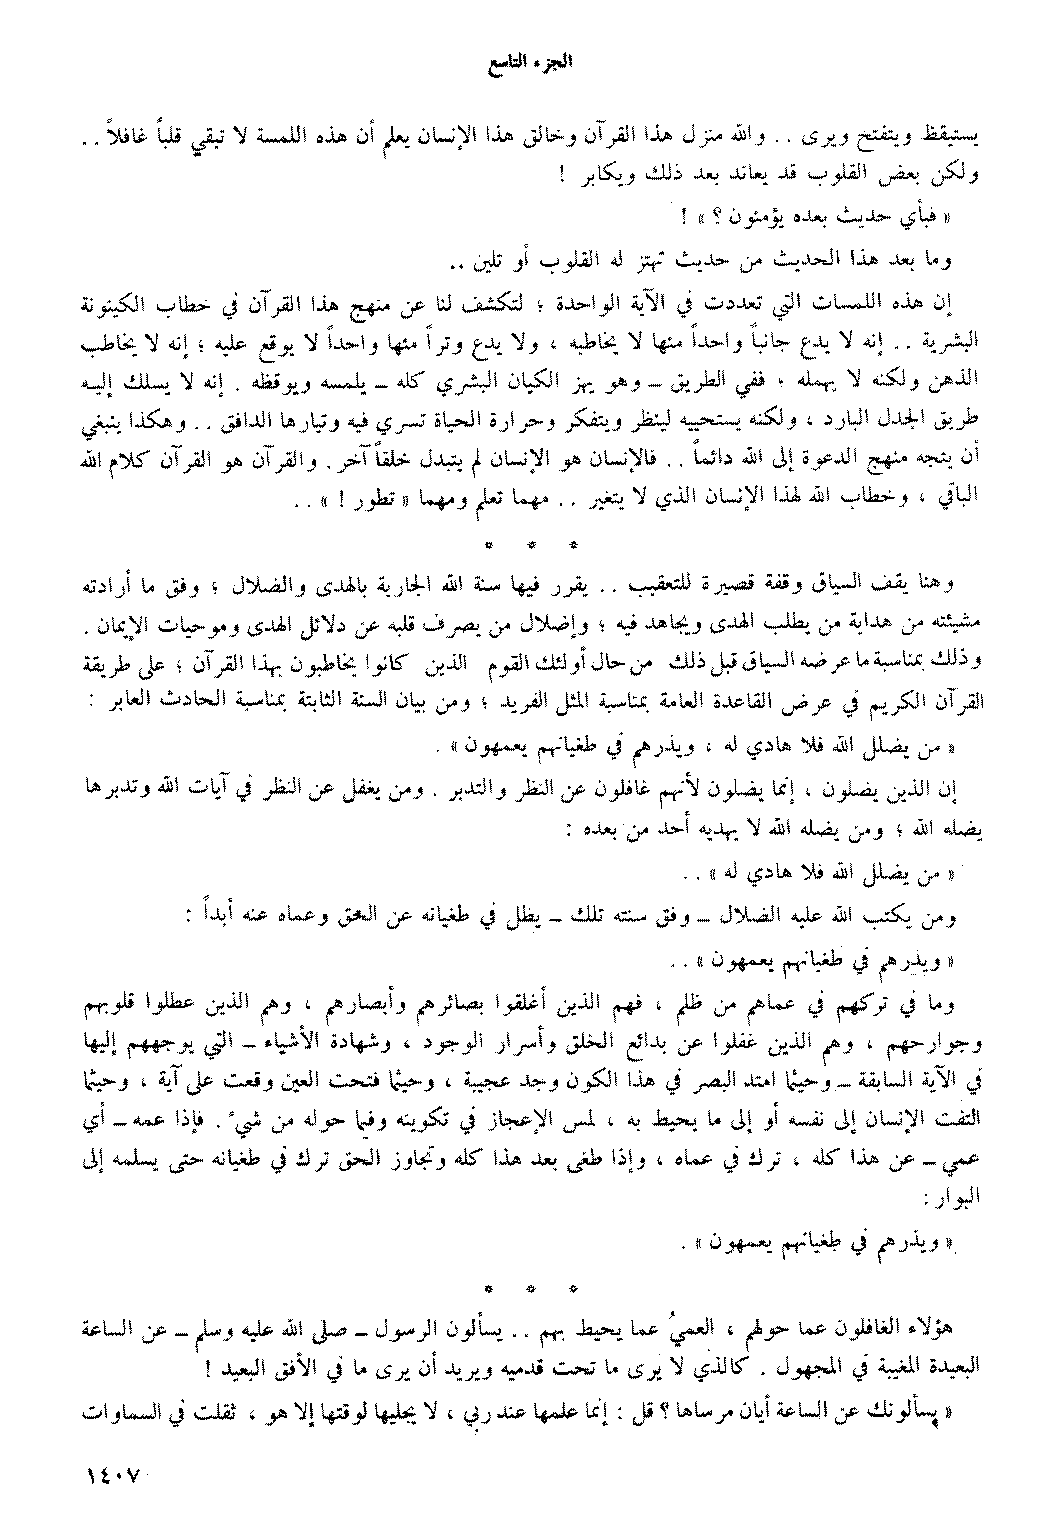 الجزء التاسع
يستيقظ ويتفتح ويرى .. والله منزل هذا القرآن وخالق هذا الإنسان يعلم أن هذه اللمسة لا تبقي قلباً غافلاً ..
ولكن بعض القلوب قد يعاند بعد ذلك ويكابر !
« فبأي حديث بعده يؤمنون ؟ » !
وما بعد هذا الحديث من حديث تهتز له القلوب أو تلين ..
إن هذه اللمسات التي تعددت في الآية الواحدة ؛ لتكشف لنا عن منهج هذا القرآن في خطاب الكينونة
البشرية .. إنه لا يدع جانباً واحداً منها لا يخاطبه ، ولا يدع وتراً منها واحداً لا يوقع عليه ؛ إنه لا يخاطب
الذهن ولكنه لا يهمله ؛ ففي الطريق – وهو يهز الكيان البشري كله – يلمسه ويوقظه . إنه لا يسلك إليه
طريق الجدل البارد ، ولكنه يستحييه لينظر ويتفكر وحرارة الحياة تسري فيه وتيارها الدافق .. وهكذا ينبغي
أن يتجه منهج الدعوة إلى الله دائماً .. فالإنسان هو الإنسان لم يتبدل خلقاً آخر . والقرآن هو القرآن كلام الله
الباقي ، وخطاب الله لهذا الإنسان الذي لا يتغير .. مهما تعلم ومهما « تطور ! » ..
* * *
وهنا يقف السياق وقفة قصيرة للتعقيب .. يقرر فيها سنة الله الجارية بالهدى والضلال ؛ وفق ما أرادته
مشيئته من هداية من يطلب الهدى ويجاهد فيه ؛ وإضلال من يصرف قلبه عن دلائل الهدى وموحيات الإيمان .
وذلك بمناسبة ما عرضه السياق قبل ذلك من حال أولئك القوم الذين كانوا يخاطبون بهذا القرآن ؛ على طريقة
القرآن الكريم في عرض القاعدة العامة بمناسبة المثل الفريد ؛ ومن بيان السنة الثابتة بمناسبة الحادث العابر :
« من يضلل الله فلا هادي له ، ويذرهم في طغيانهم يعمهون » .
إن الذين يضلون ، إنما يضلون لأنهم غافلون عن النظر والتدبر . ومن يغفل عن النظر في آيات الله وتدبرها
يضله الله ؛ ومن يضله الله لا يهديه أحد من بعده :
« من يضلل الله فلا هادي له » ..
ومن يكتب الله عليه الضلال – وفق سنته تلك – يظل في طغيانه عن الحق وعماه عنه أبداً :
« ويذرهم في طغيانهم يعمهون » ..
وما في تركهم في عماهم من ظلم ، فهم الذين أغلقوا بصائرهم وأبصارهم ، وهم الذين عطلوا قلوبهم
وجوارحهم ، وهم الذين غفلوا عن بدائع الخلق وأسرار الوجود ، وشهادة الأشياء – التي يوجههم إليها
في الآية السابقة – وحيثما امتد البصر في هذا الكون وجد عجيبة ، وحيثما فتحت العين وقعت على آية ، وحيثما
التفت الإنسان إلى نفسه أو إلى ما يحيط به ، لمس الإعجاز في تكوينه وفيما حوله من شيء . فإذا عمه – أي
عمي – عن هذا كله ، ترك في عماه ، وإذا طغى بعد هذا كله وتجاوز الحق ترك في طغيانه حتى يسلمه إلى
البوار :
« ويذرهم في طغيانهم يعمهون » .
* * *
هؤلاء الغافلون عما حولهم ، العميُ عما يحيط بهم .. يسألون الرسول – صلى الله عليه وسلم – عن الساعة
البعيدة المغيبة في المجهول . كالذي لا يرى ما تحت قدميه ويريد أن يرى ما في الأفق البعيد !
« يسألونك عن الساعة أيان مرساها ؟ قل : إنما علمها عند ربي ، لا يجليها لوقتها إلا هو ، ثقلت في السماوات
١٤٠٧